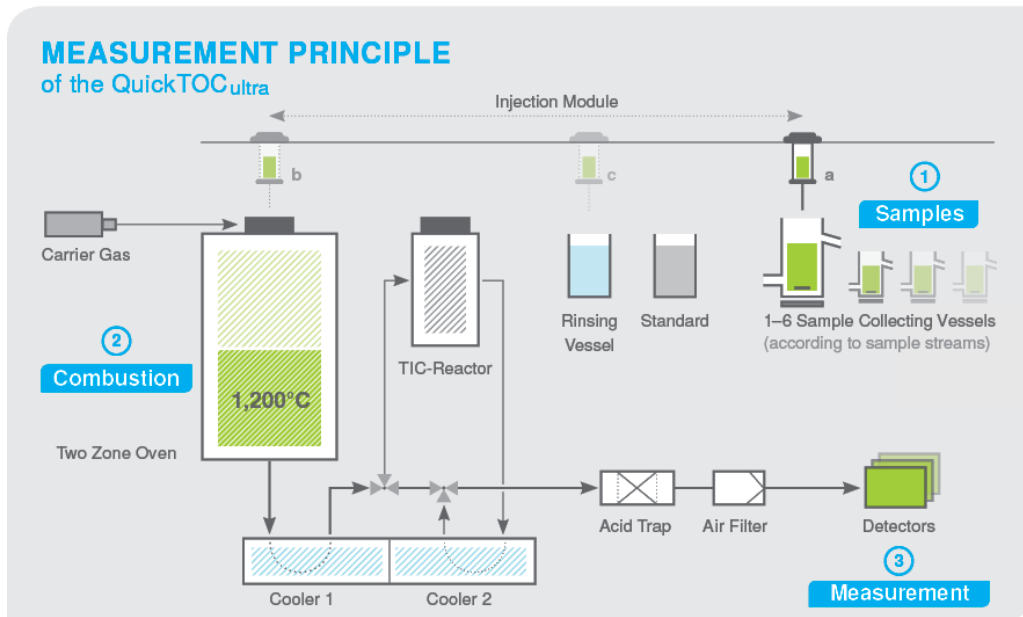 MEASUREMENT PRINCIPLE
of the QuickTOCultra
Injection Module
b
c
a
1
Samples
Carrier Gas
2
Combustion
1,200°C
Two Zone Oven
TIC-Reactor
Rinsing
Vessel
Standard
1–6 Sample Collecting Vessels
(according to sample streams)
Acid Trap
Air Filter
Detectors
3
Measurement
Cooler 1
Cooler 2